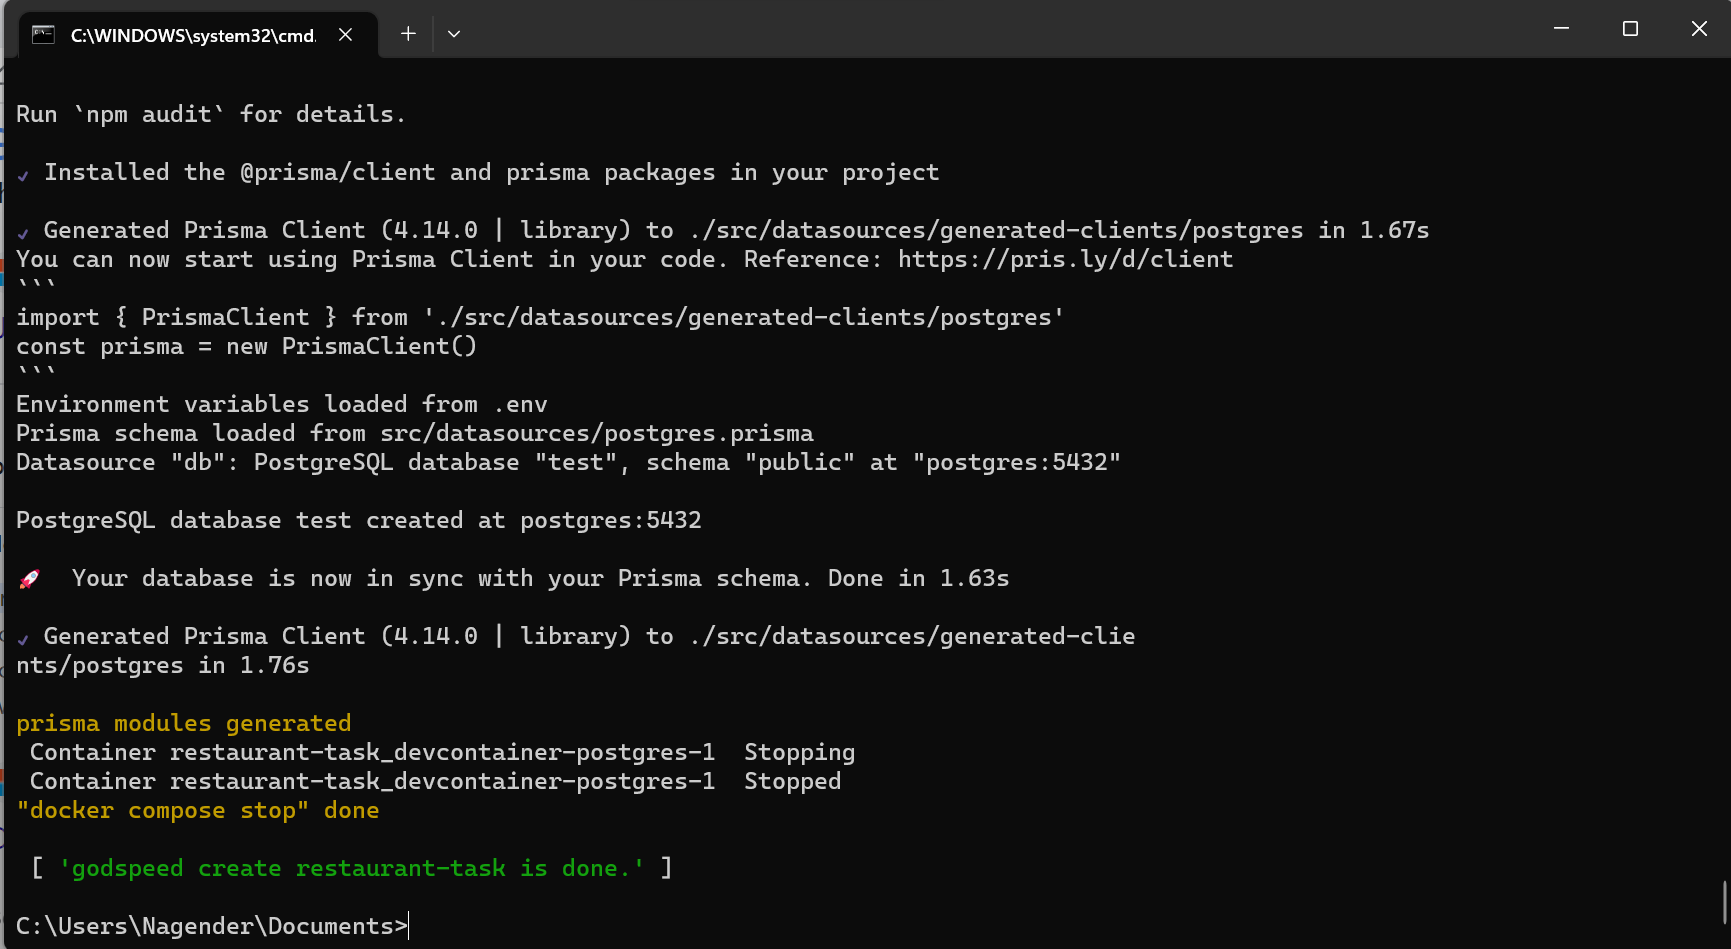 C:\WINDOWS\system32\cmd.
Run `npm audit` for details.
✓ Installed the @prisma/client and prisma packages in your project
✓ Generated Prisma Client (4.14.0 | library) to ./src/datasources/generated-clients/postgres in 1.67s
You can now start using Prisma Client in your code. Reference: https://pris.ly/d/client
```
import { PrismaClient } from './src/datasources/generated-clients/postgres'
const prisma = new PrismaClient()
```
Environment variables loaded from .env
Prisma schema loaded from src/datasources/postgres.prisma
Datasource "db": PostgreSQL database "test", schema "public" at "postgres:5432"
PostgreSQL database test created at postgres:5432
🚀  Your database is now in sync with your Prisma schema. Done in 1.63s
✓ Generated Prisma Client (4.14.0 | library) to ./src/datasources/generated-clie
nts/postgres in 1.76s
prisma modules generated
Container restaurant-task_devcontainer-postgres-1  Stopping
Container restaurant-task_devcontainer-postgres-1  Stopped
"docker compose stop" done
[ 'godspeed create restaurant-task is done.' ]
C:\Users\Nagender\Documents>